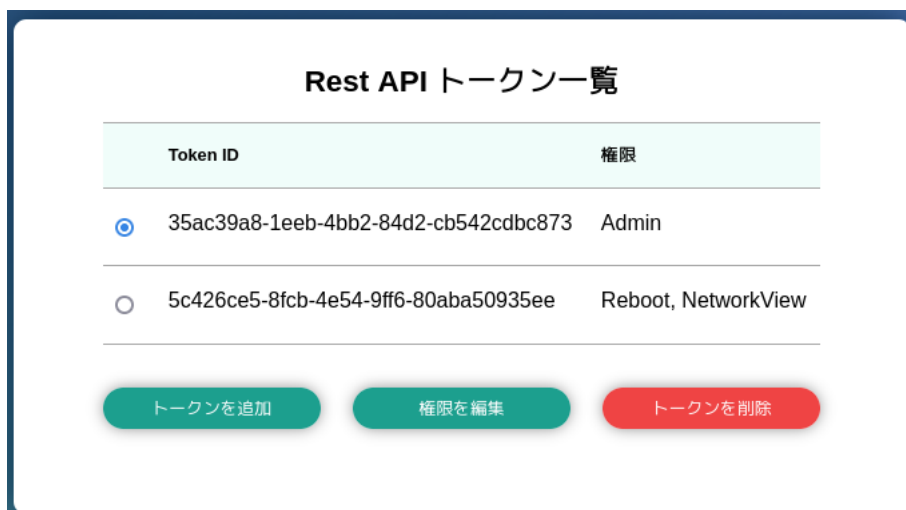 Rest API トークン一覧
Token ID 権限
35ac39a8-1eeb-4bb2-84d2-cb542cdbc873 Admin
5c426ce5-8fcb-4e54-9ff6-80aba50935ee Reboot, NetworkView
トークンを追加 権限を編集 トークンを削除